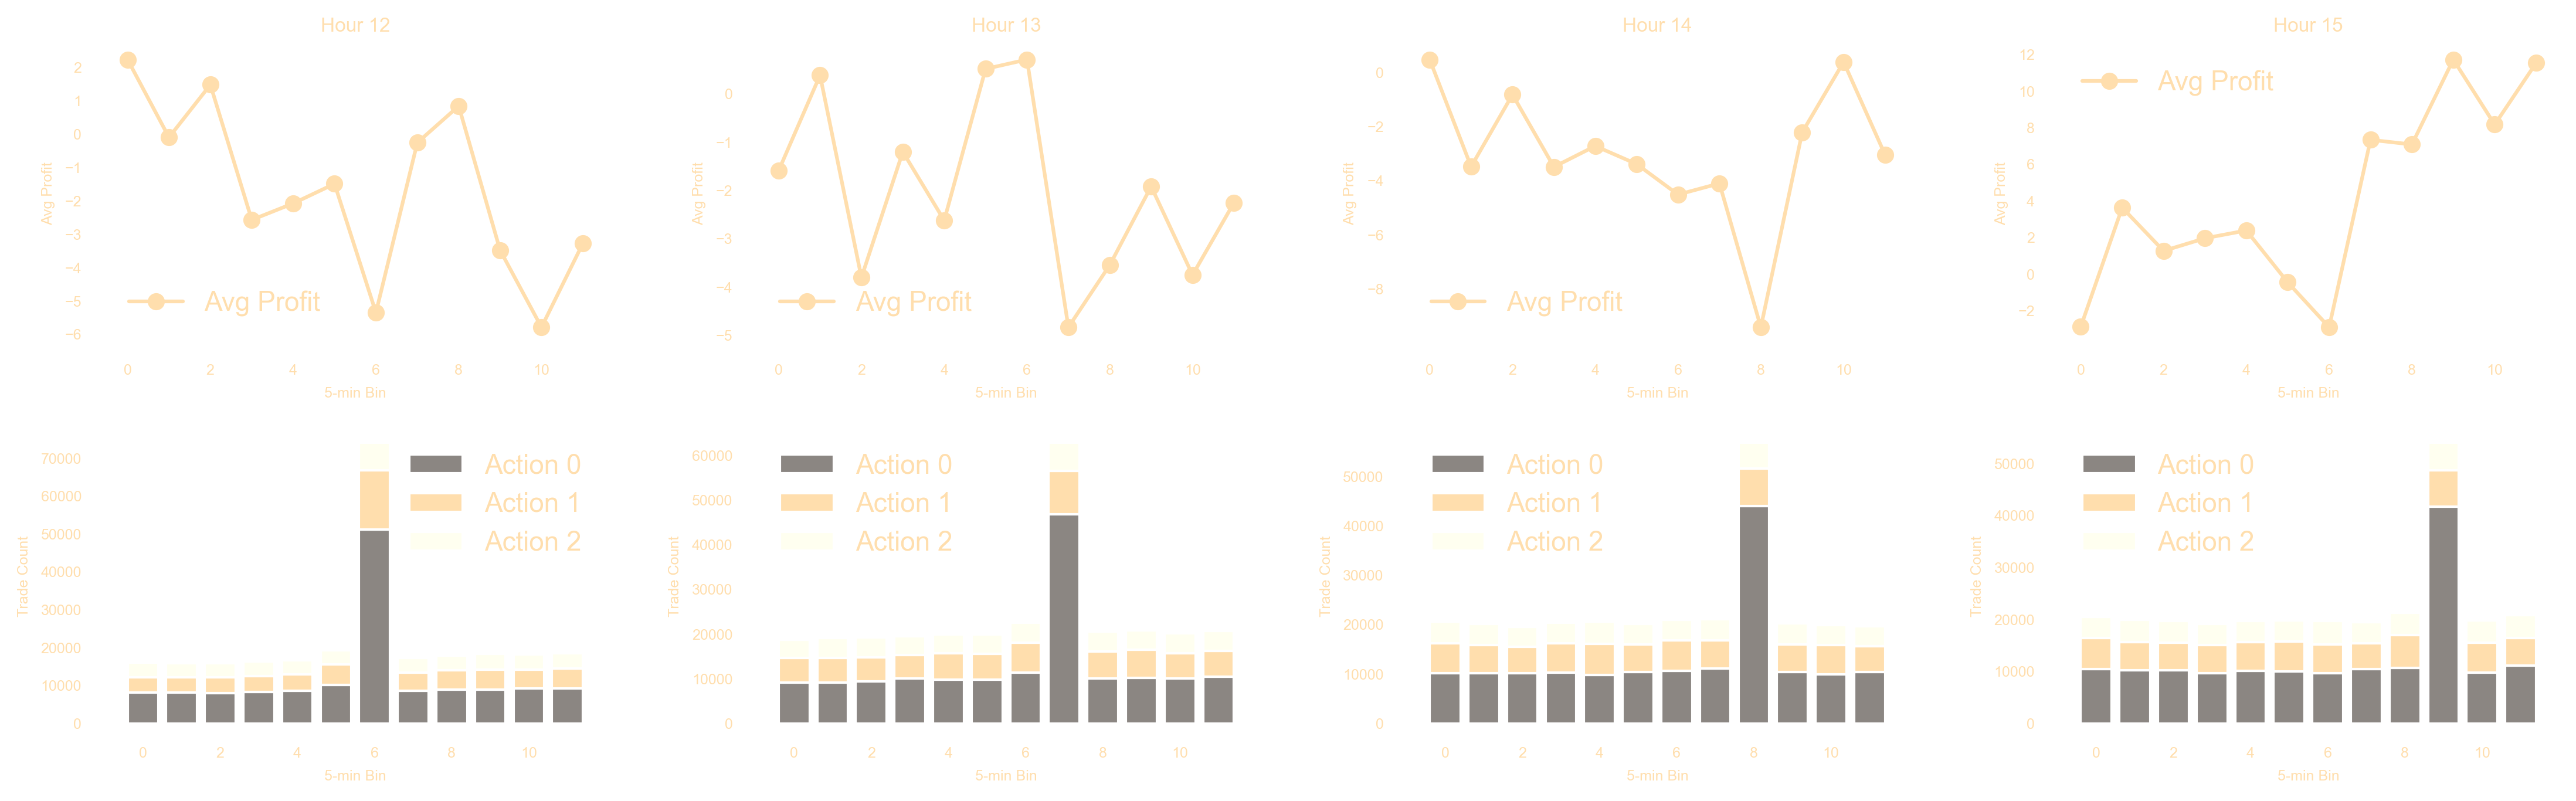 Hour 12
2
1
0
−1
−2
−3
−4
−5
−6
Avg Profit
Avg Profit
0 2 4 6 8 10
5-min Bin
Hour 13
0
−1
−2
−3
−4
−5
Avg Profit
Avg Profit
0 2 4 6 8 10
5-min Bin
Hour 14
0
−2
−4
−6
−8
Avg Profit
Avg Profit
0 2 4 6 8 10
5-min Bin
Hour 15
12
10
8
6
4
2
0
−2
Avg Profit
Avg Profit
0 2 4 6 8 10
5-min Bin
70000
60000
50000
40000
30000
20000
10000
0
Trade Count
Action 0
Action 1
Action 2
0 2 4 6 8 10
5-min Bin
60000
50000
40000
30000
20000
10000
0
Trade Count
Action 0
Action 1
Action 2
0 2 4 6 8 10
5-min Bin
50000
40000
30000
20000
10000
0
Trade Count
Action 0
Action 1
Action 2
0 2 4 6 8 10
5-min Bin
50000
40000
30000
20000
10000
0
Trade Count
Action 0
Action 1
Action 2
0 2 4 6 8 10
5-min Bin